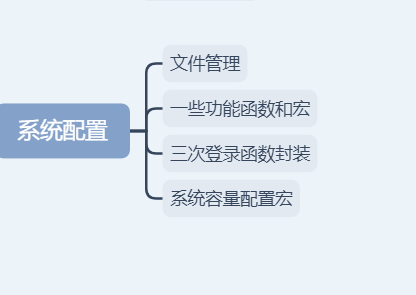 系统配置
文件管理
一些功能函数和宏
三次登录函数封装
系统容量配置宏